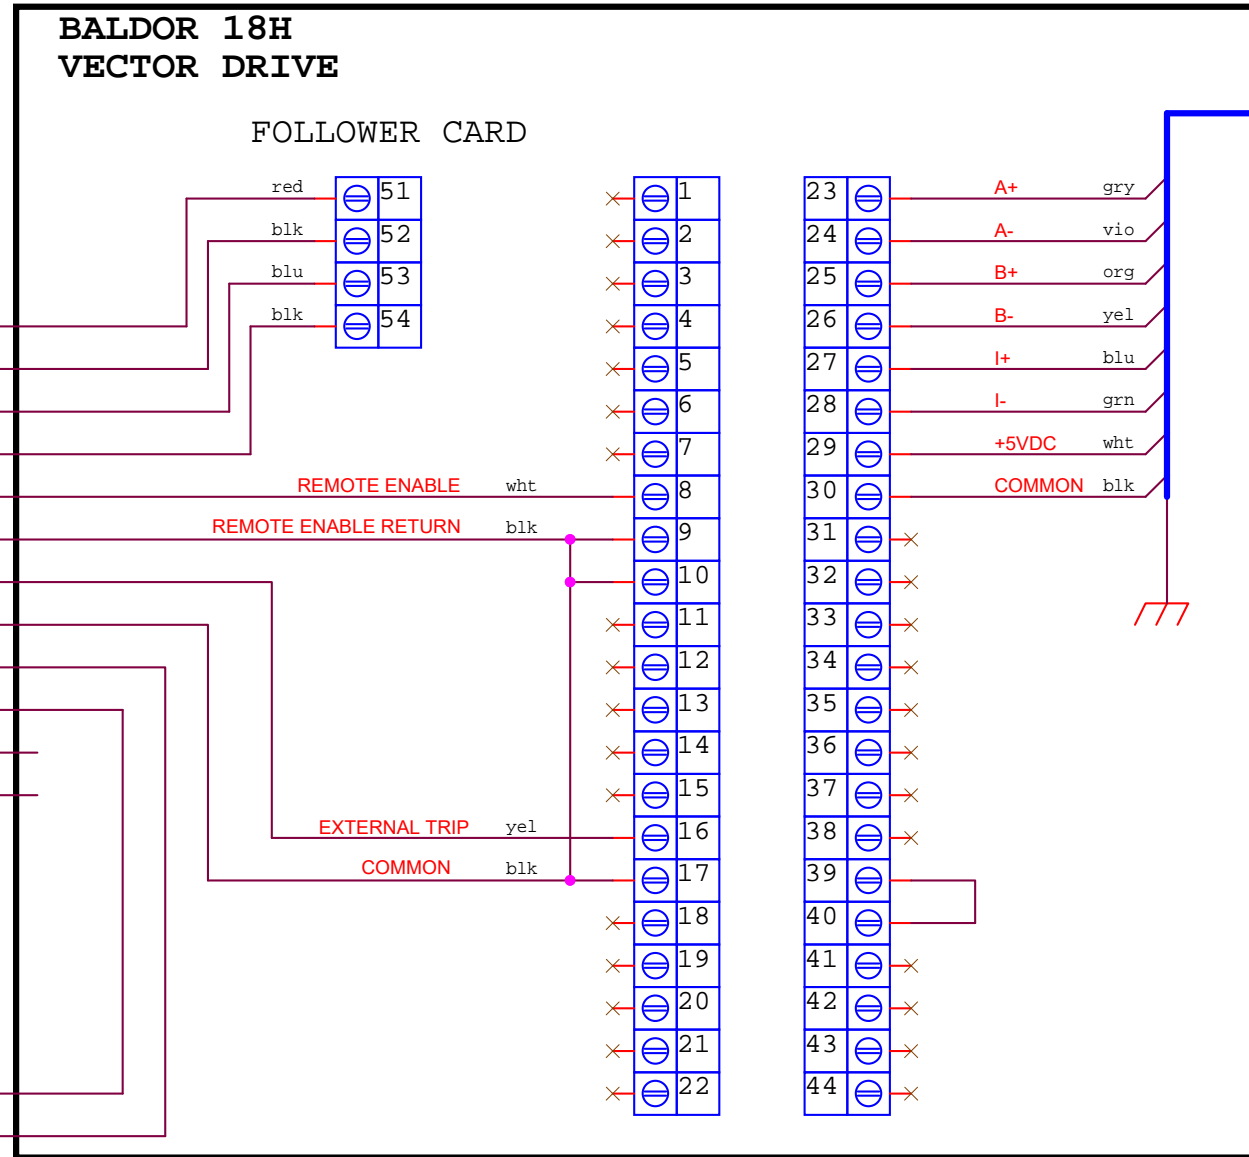 BALDOR 18H
VECTOR DRIVE
FOLLOWER CARD
red 51
blk 52
blu 53
blk 54
1
2
3
4
5
6
7
REMOTE ENABLE wht 8
REMOTE ENABLE RETURN blk 9
10
11
12
13
14
15
EXTERNAL TRIP yel 16
COMMON blk 17
18
19
20
21
22
23 A+ gry
24 A- vio
25 B+ org
26 B- yel
27 I+ blu
28 I- grn
29 +5VDC wht
30 COMMON blk
31
32
33
34
35
36
37
38
39
40
41
42
43
44